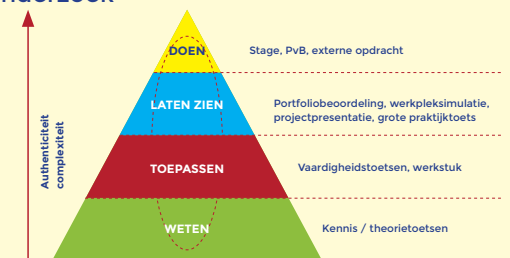 Authenticiteit
complexiteit
DOEN
Stage, PvB, externe opdracht
LATEN ZIEN
Portfoliobeoordeling, werkpleksimulatie,
projectpresentatie, grote praktijktoets
TOEPASSEN
Vaardigheidstoetsen, werkstuk
WETEN
Kennis / theorietoetsen